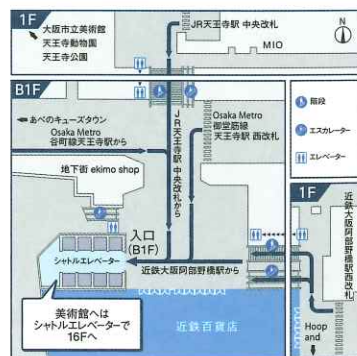 1F
大阪市立美術館
天王寺動物園
天王寺公園
JR天王寺駅 中央改札
MIO
N
B1F
←あべのキューズタウン
Osaka Metro
谷町線天王寺駅から
地下街 ekimo shop
JR天王寺駅 中央改札から
Osaka Metro
御堂筋線
天王寺駅 西改札
階段
エスカレーター
エレベーター
入口
(B1F)
シャトルエレベーター
近鉄大阪阿部野橋駅から
美術館へは
シャトルエレベーターで
16Fへ
近鉄百貨店
1F
近鉄大阪阿部野橋駅西改札
Hoop
and